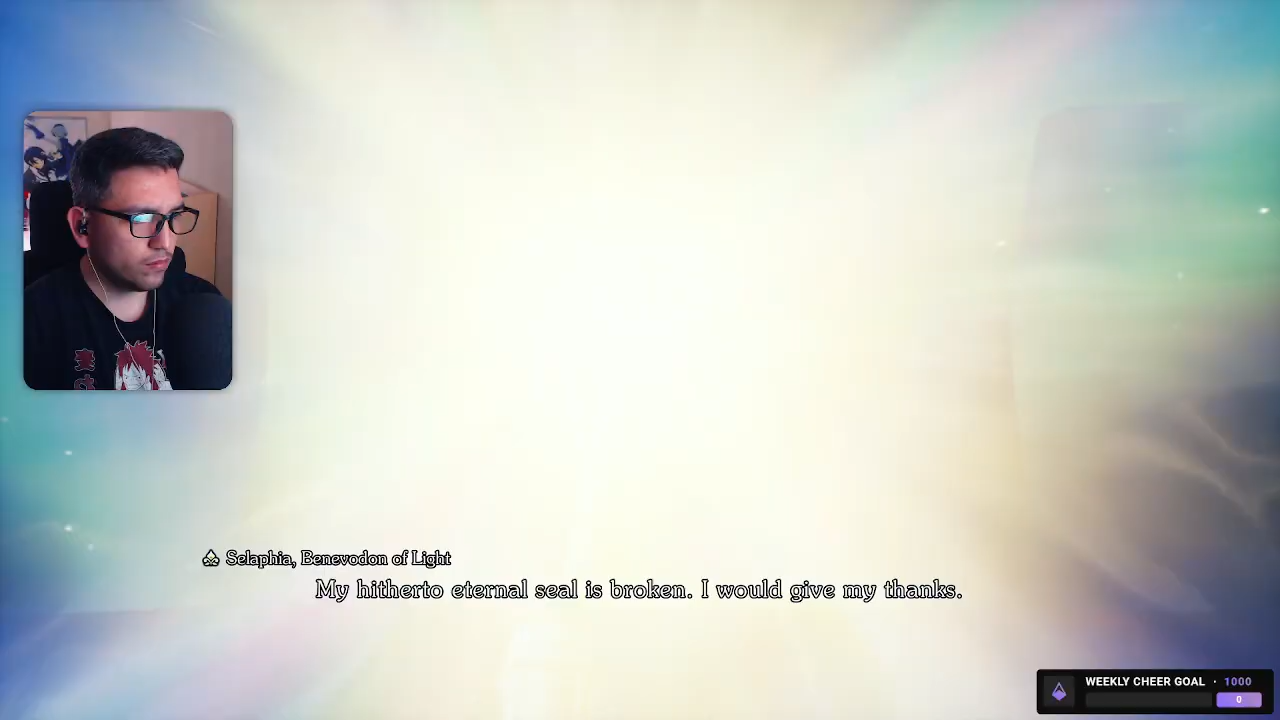 Selaphia, Benevodon of Light
My hitherto eternal seal is broken. I would give my thanks.
WEEKLY CHEER GOAL · 1000
0